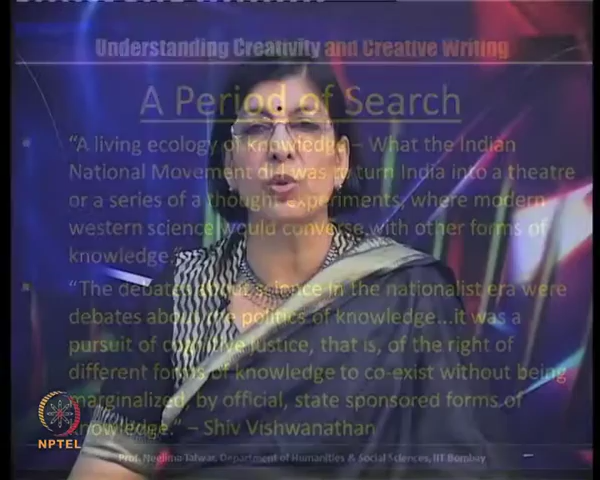 Understanding Creativity and Creative Writing
A Period of Search
"A living ecology of knowledge – What the Indian
National Movement did was to turn India into a theatre
or a series of a thought experiments, where modern
western science would converse with other forms of
knowledge."
"The debates about science in the nationalist era were
debates about the politics of knowledge...it was a
pursuit of cognitive justice, that is, of the right of
different forms of knowledge to co-exist without being
marginalized by official, state sponsored forms of
knowledge." – Shiv Vishwanathan
NPTEL
Prof. Neelima Talwar, Department of Humanities & Social Sciences, IIT Bombay